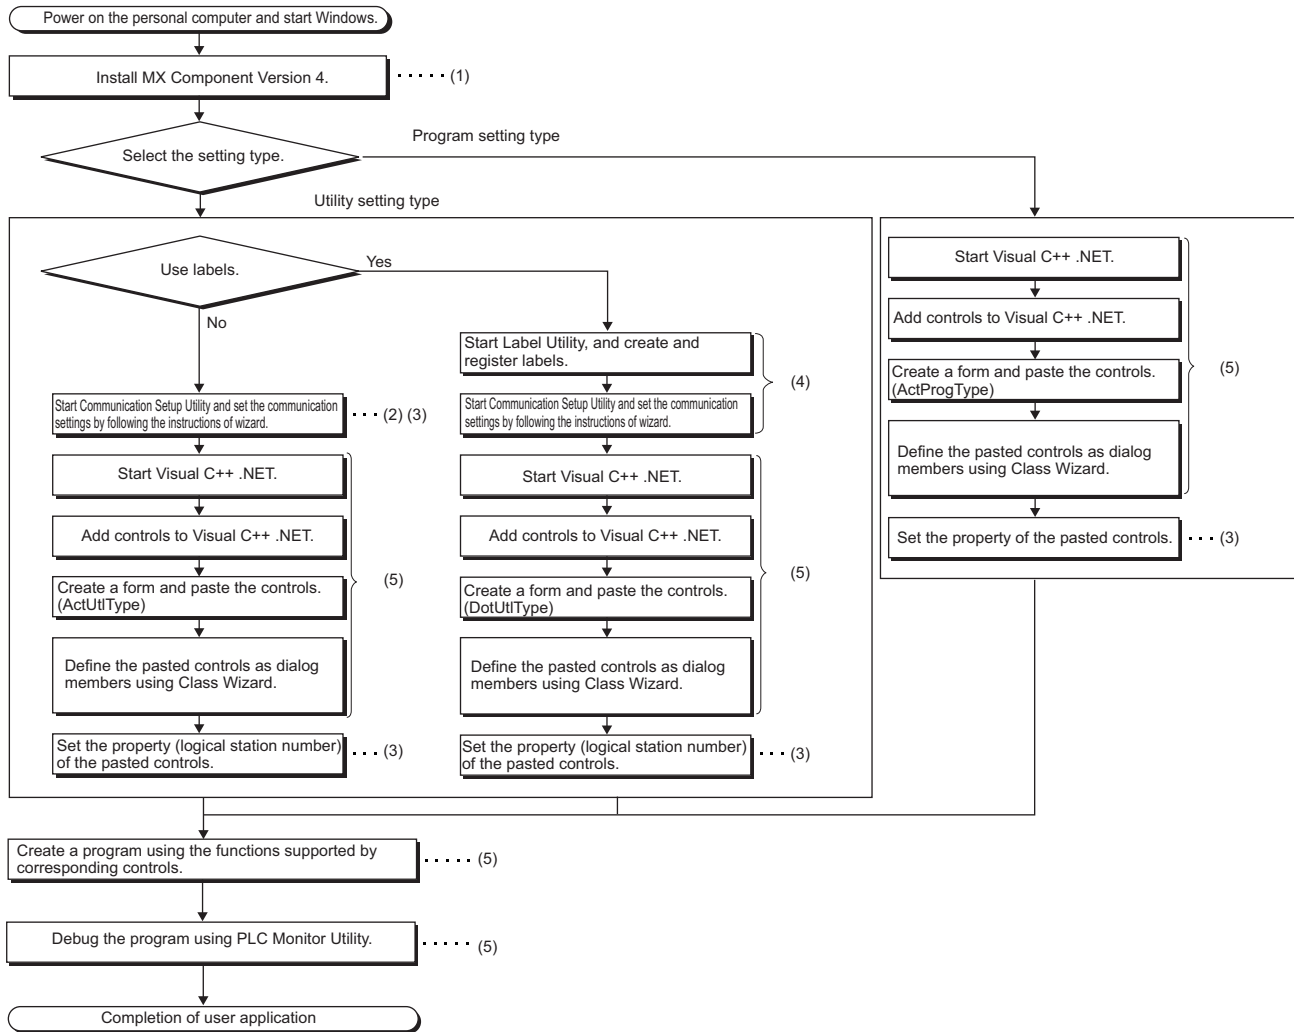 Power on the personal computer and start Windows.
Install MX Component Version 4.
· · · · · (1)
Select the setting type.
Program setting type
Utility setting type
Use labels.
Yes
No
Start Label Utility, and create and
register labels.
Start Communication Setup Utility and set the communication
settings by following the instructions of wizard.
(4)
Start Communication Setup Utility and set the communication
settings by following the instructions of wizard.
· · · (2) (3)
Start Visual C++ .NET.
Add controls to Visual C++ .NET.
Create a form and paste the controls.
(ActUtlType)
Define the pasted controls as dialog
members using Class Wizard.
(5)
Set the property (logical station number)
of the pasted controls.
· · · (3)
Start Visual C++ .NET.
Add controls to Visual C++ .NET.
Create a form and paste the controls.
(DotUtlType)
Define the pasted controls as dialog
members using Class Wizard.
(5)
Set the property (logical station number)
of the pasted controls.
· · · (3)
Start Visual C++ .NET.
Add controls to Visual C++ .NET.
Create a form and paste the controls.
(ActProgType)
Define the pasted controls as dialog
members using Class Wizard.
(5)
Set the property of the pasted controls.
· · · (3)
Create a program using the functions supported by
corresponding controls.
· · · · · (5)
Debug the program using PLC Monitor Utility.
· · · · · (5)
Completion of user application